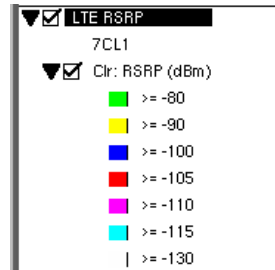 LTE RSRP
7CL1
Clr: RSRP (dBm)
>= -80
>= -90
>= -100
>= -105
>= -110
>= -115
>= -130